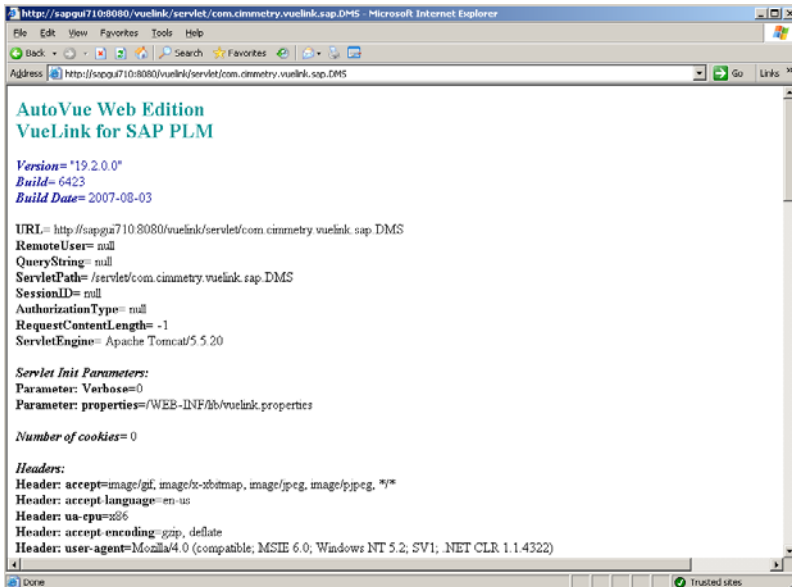 http://sapgui710:8080/vuelink/servlet/com.cimmetry.vuelink.sap.DMS - Microsoft Internet Explorer
File Edit View Favorites Tools Help
Back Search Favorites
Address http://sapgui710:8080/vuelink/servlet/com.cimmetry.vuelink.sap.DMS Go Links »
AutoVue Web Edition
VueLink for SAP PLM
Version= "19.2.0.0"
Build= 6423
Build Date= 2007-08-03
URL= http://sapgui710:8080/vuelink/servlet/com.cimmetry.vuelink.sap.DMS
RemoteUser= null
QueryString= null
ServletPath= /servlet/com.cimmetry.vuelink.sap.DMS
SessionID= null
AuthorizationType= null
RequestContentLength= -1
ServletEngine= Apache Tomcat/5.5.20
Servlet Init Parameters:
Parameter: Verbose=0
Parameter: properties=/WEB-INF/lib/vuelink.properties
Number of cookies= 0
Headers:
Header: accept=image/gif, image/x-xbitmap, image/jpeg, image/pjpeg, */*
Header: accept-language=en-us
Header: ua-cpu=x86
Header: accept-encoding=gzip, deflate
Header: user-agent=Mozilla/4.0 (compatible; MSIE 6.0; Windows NT 5.2; SV1; .NET CLR 1.1.4322)
Done Trusted sites